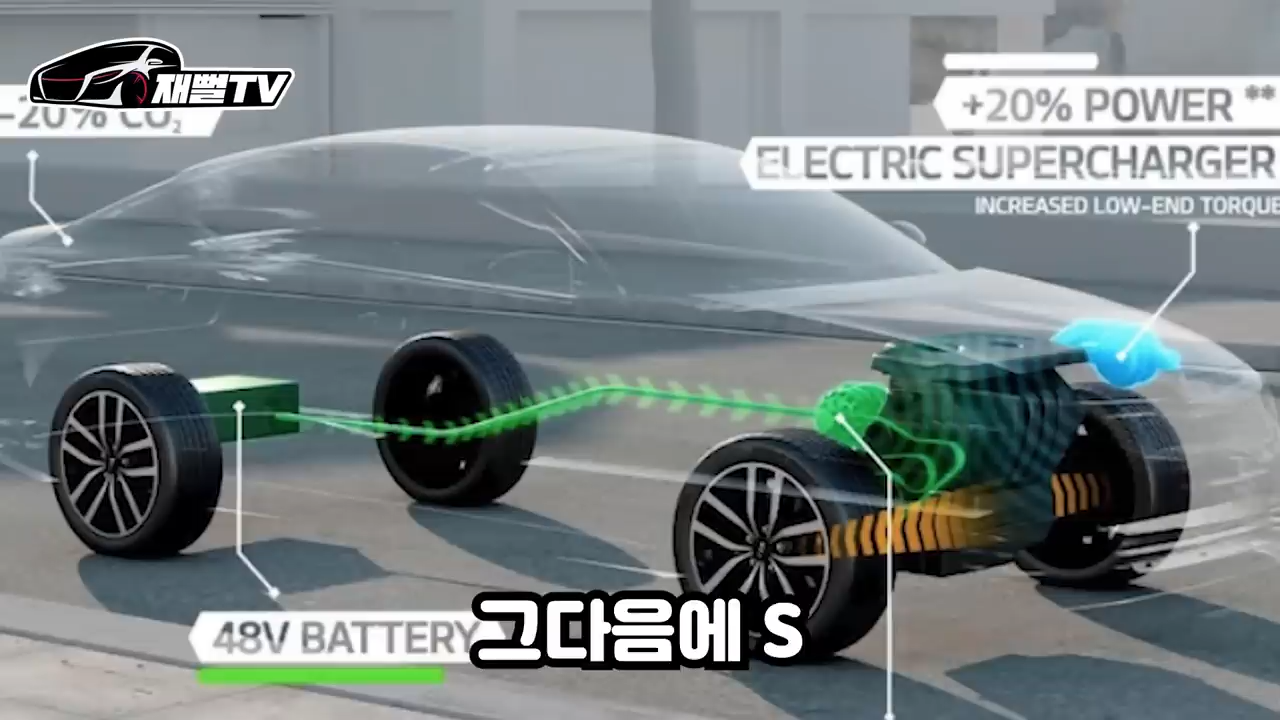 재뻘TV
-20% CO₂
+20% POWER **
ELECTRIC SUPERCHARGER
INCREASED LOW-END TORQUE
48V BATTERY
그다음에 S